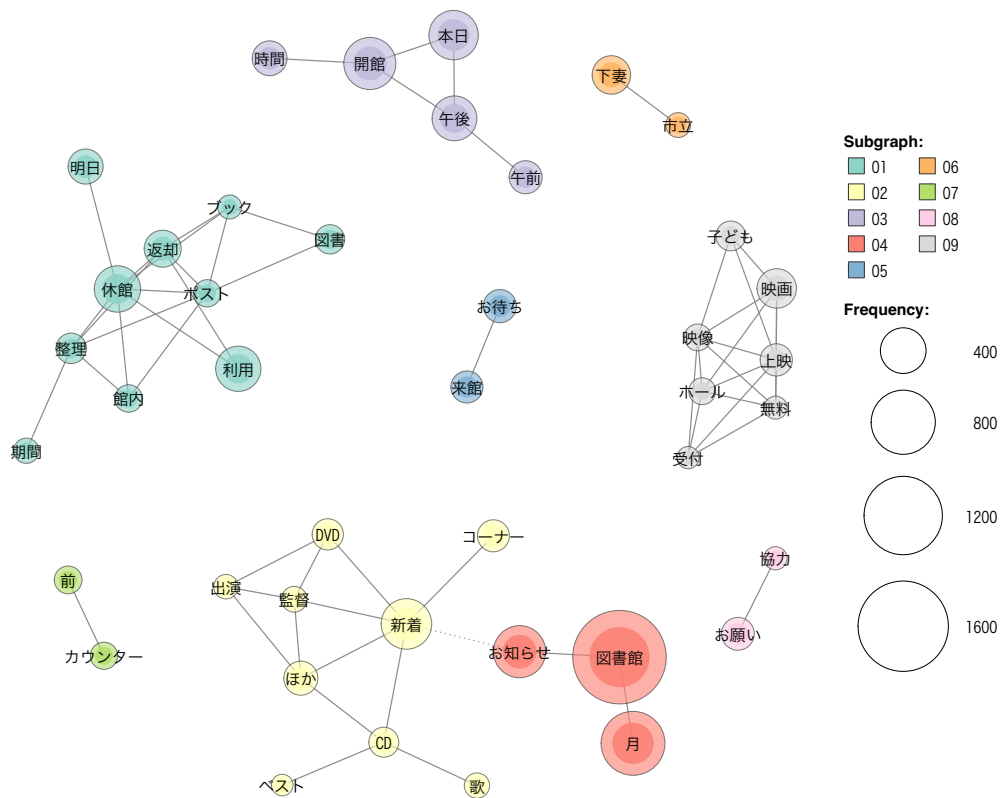 本日
時間
開館
下妻
午後
市立
明日
午前
ブック
返却
図書
休館
ポスト
整理
利用
館内
期間
お待ち
来館
子ども
映画
映像
上映
ホール
無料
受付
DVD
コーナー
出演
監督
新着
お知らせ
図書館
ほか
月
CD
ベスト
歌
前
カウンター
協力
お願い
Subgraph:
01
06
02
07
03
08
04
09
05
Frequency:
400
800
1200
1600